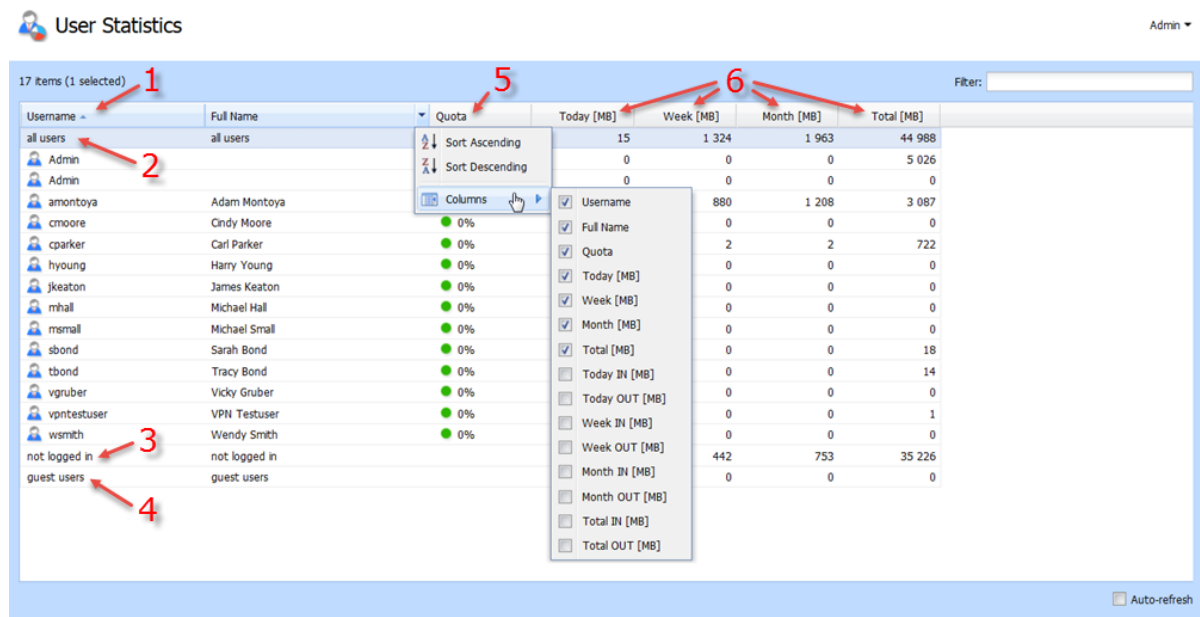 User Statistics
Admin
17 items (1 selected)
1
5
6
Filter:
Username Full Name Quota Today [MB] Week [MB] Month [MB] Total [MB]
all users all users 15 1 324 1 963 44 988
2
Sort Ascending
Admin 0 0 0 5 026
Sort Descending
Admin 0 0 0 0
Columns
amontoya Adam Montoya 880 1 208 3 087
cmoore Cindy Moore 0% 0 0 0
cparker Carl Parker 0% 2 2 722
hyoung Harry Young 0% 0 0 0
jkeaton James Keaton 0% 0 0 0
mhall Michael Hall 0% 0 0 0
msmall Michael Small 0% 0 0 0
sbond Sarah Bond 0% 0 0 18
tbond Tracy Bond 0% 0 0 14
vgruber Vicky Gruber 0% 0 0 0
vpntestuser VPN Testuser 0% 0 0 1
wsmith Wendy Smith 0% 0 0 0
3
not logged in not logged in 442 753 35 226
guest users guest users 0 0 0
4
Username
Full Name
Quota
Today [MB]
Week [MB]
Month [MB]
Total [MB]
Today IN [MB]
Today OUT [MB]
Week IN [MB]
Week OUT [MB]
Month IN [MB]
Month OUT [MB]
Total IN [MB]
Total OUT [MB]
Auto-refresh